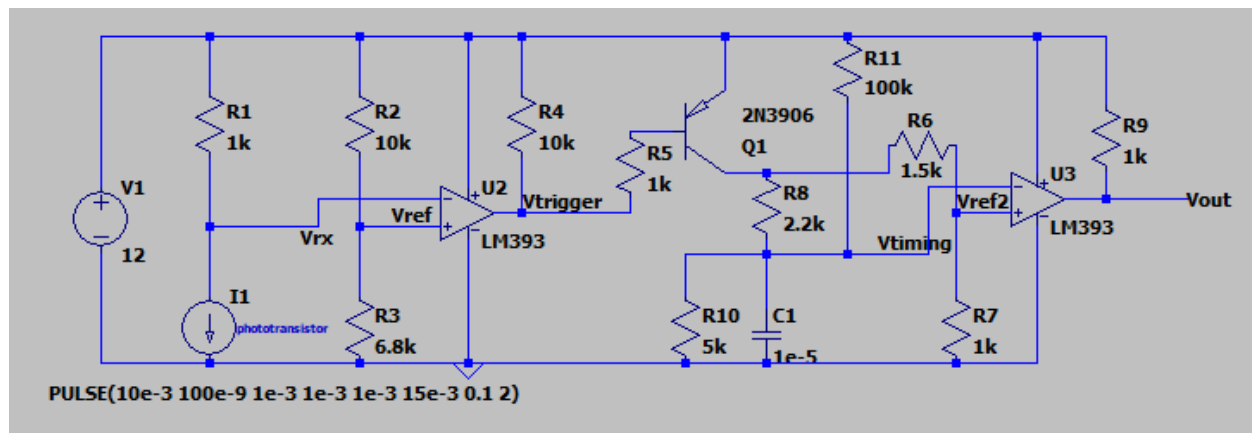 V1
12
R1
1k
Vrx
I1
phototransistor
R2
10k
Vref
R3
6.8k
U2
LM393
R4
10k
Vtrigger
R5
1k
2N3906
Q1
R8
2.2k
R10
5k
C1
1e-5
R11
100k
Vtiming
R6
1.5k
Vref2
R7
1k
U3
LM393
R9
1k
Vout
PULSE(10e-3 100e-9 1e-3 1e-3 1e-3 15e-3 0.1 2)